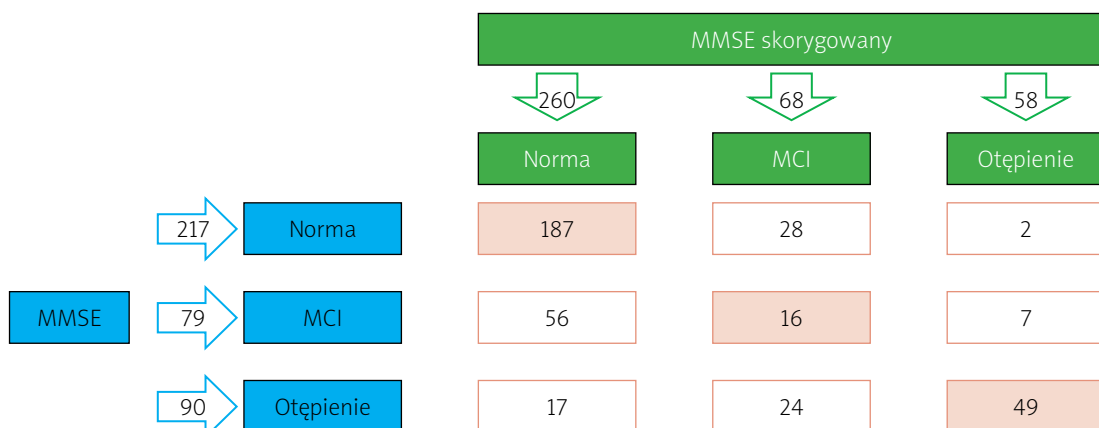 MMSE skorygowany
260 68 58
Norma MCI Otępienie
217 Norma 187 28 2
MMSE 79 MCI 56 16 7
90 Otępienie 17 24 49